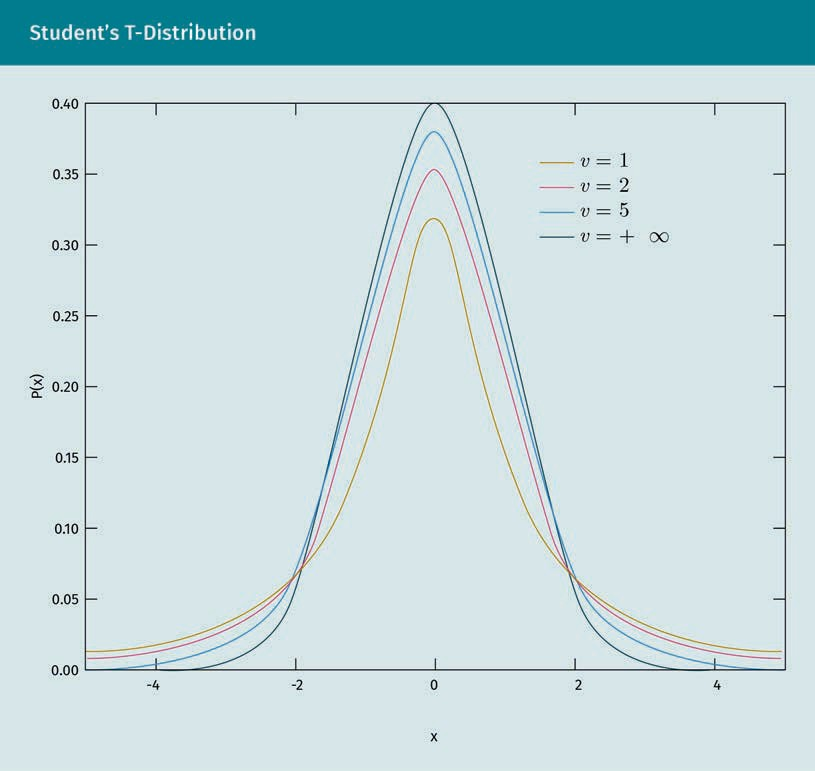 Student's T-Distribution
0.40
0.35
0.30
0.25
0.20
0.15
0.10
0.05
0.00
P(x)
v = 1
v = 2
v = 5
v = + ∞
-4 -2 0 2 4
x